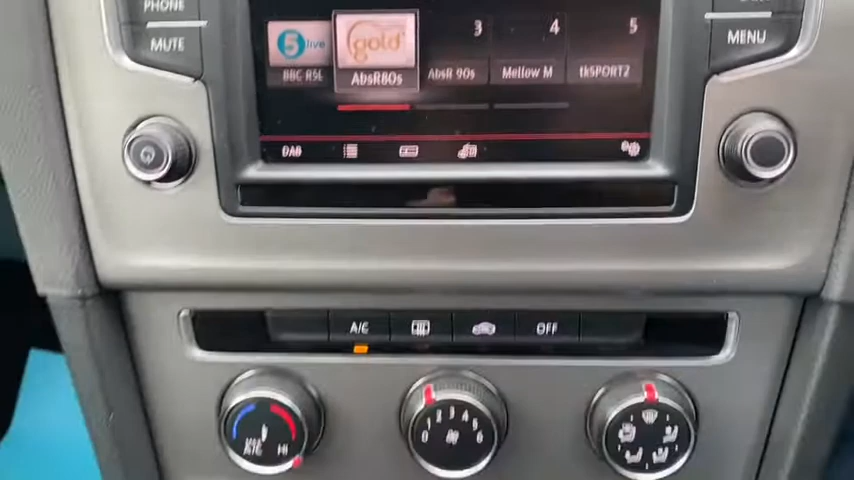 PHONE
MUTE
5 live
gold
3
4
5
BBC R5L
AbsR80s
AbsR 90s
Mellow M
tkSPORT2
MENU
DAB
A/C
OFF
MAX A/C
HI
0 1 2 3 4 5 6